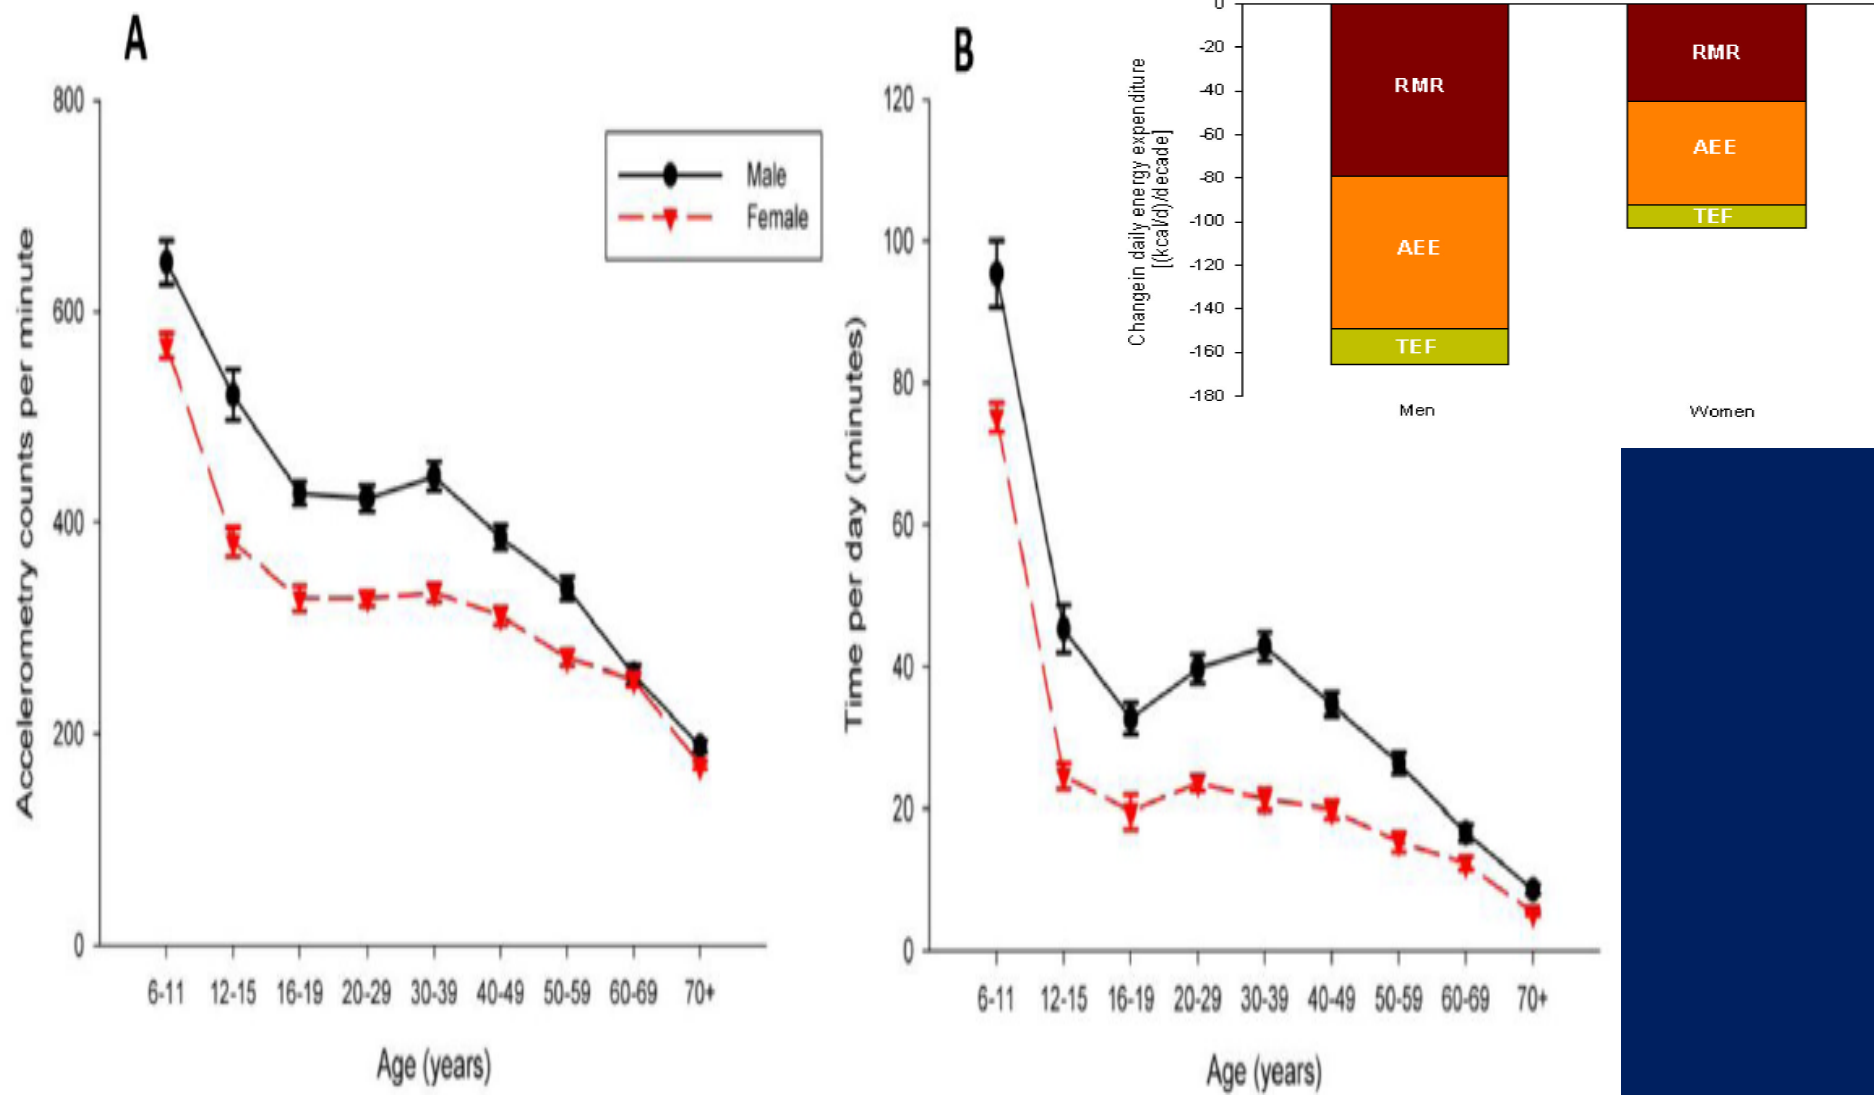 A
800
600
400
200
0
Accelerometry counts per minute
Male
Female
6-11 12-15 16-19 20-29 30-39 40-49 50-59 60-69 70+
Age (years)
B
120
100
80
60
40
20
0
Time per day (minutes)
6-11 12-15 16-19 20-29 30-39 40-49 50-59 60-69 70+
Age (years)
0
-20
-40
-60
-80
-100
-120
-140
-160
-180
Change in daily energy expenditure
[(kcal/d)/decade]
RMR
AEE
TEF
RMR
AEE
TEF
Men Women